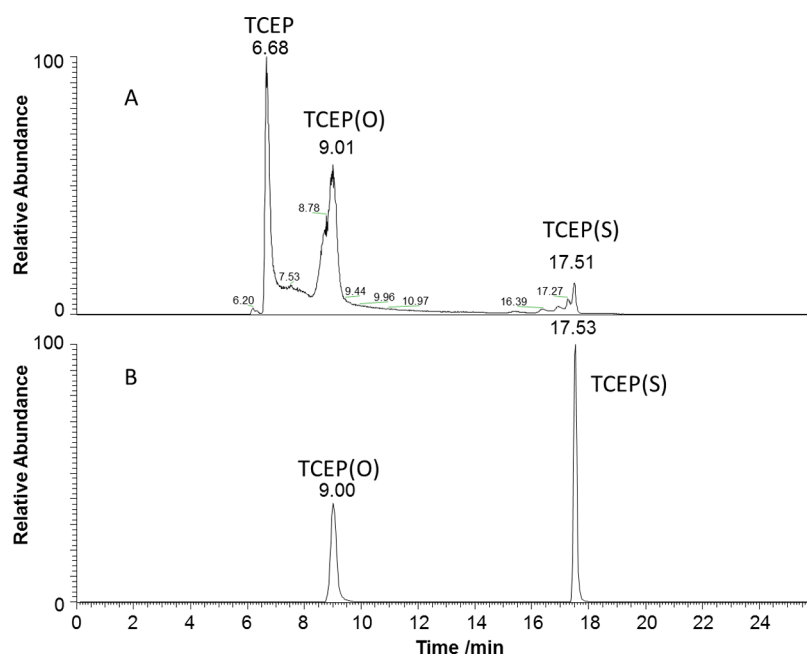 TCEP
6.68
100
A
TCEP(O)
9.01
8.78
Relative Abundance
TCEP(S)
17.51
7.53
6.20
9.44
9.96
10.97
16.39
17.27
0
17.53
100
B
TCEP(S)
TCEP(O)
9.00
Relative Abundance
0
0 2 4 6 8 10 12 14 16 18 20 22 24
Time /min